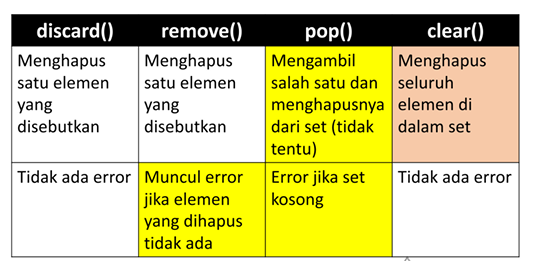 discard() remove() pop() clear()
Menghapus
satu elemen
yang
disebutkan
Menghapus
satu elemen
yang
disebutkan
Mengambil
salah satu dan
menghapusnya
dari set (tidak
tentu)
Menghapus
seluruh
elemen di
dalam set
Tidak ada error
Muncul error
jika elemen
yang dihapus
tidak ada
Error jika set
kosong
Tidak ada error